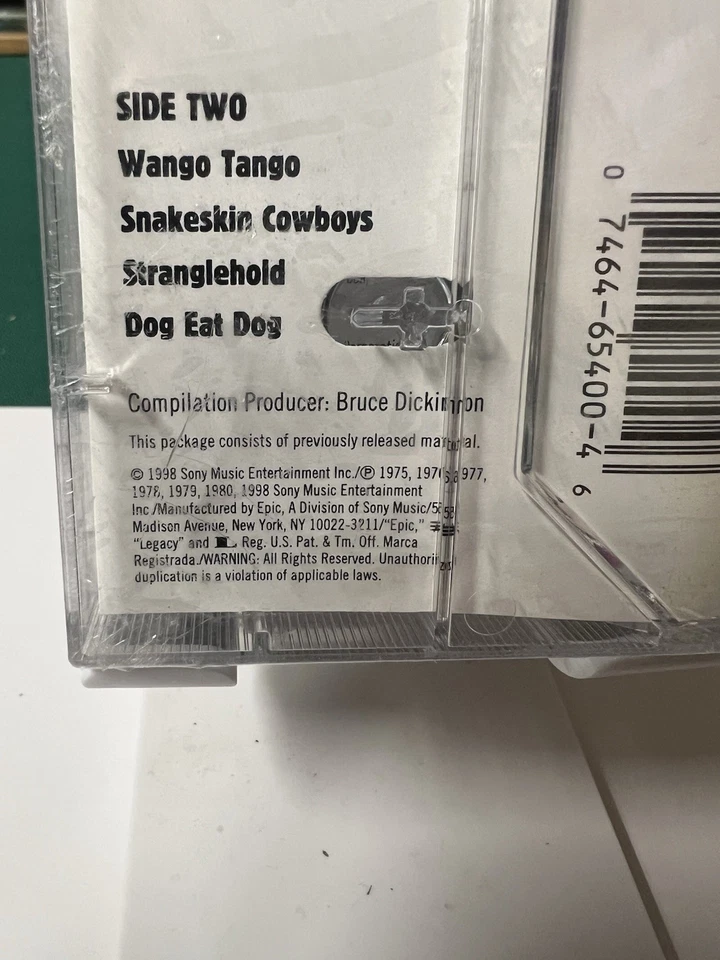 SIDE TWO
Wango Tango
Snakeskin Cowboys
Stranglehold
Dog Eat Dog
Compilation Producer: Bruce Dickinson
This package consists of previously released material.
© 1998 Sony Music Entertainment Inc./℗ 1975, 1976, 1977,
1978, 1979, 1980, 1998 Sony Music Entertainment
Inc./Manufactured by Epic, A Division of Sony Music/
Madison Avenue, New York, NY 10022-3211/"Epic,"
"Legacy" and Reg. U.S. Pat. & Tm. Off. Marca
Registrada./WARNING: All Rights Reserved.
duplication is a violation of applicable laws.
0 7464-65400-4 6